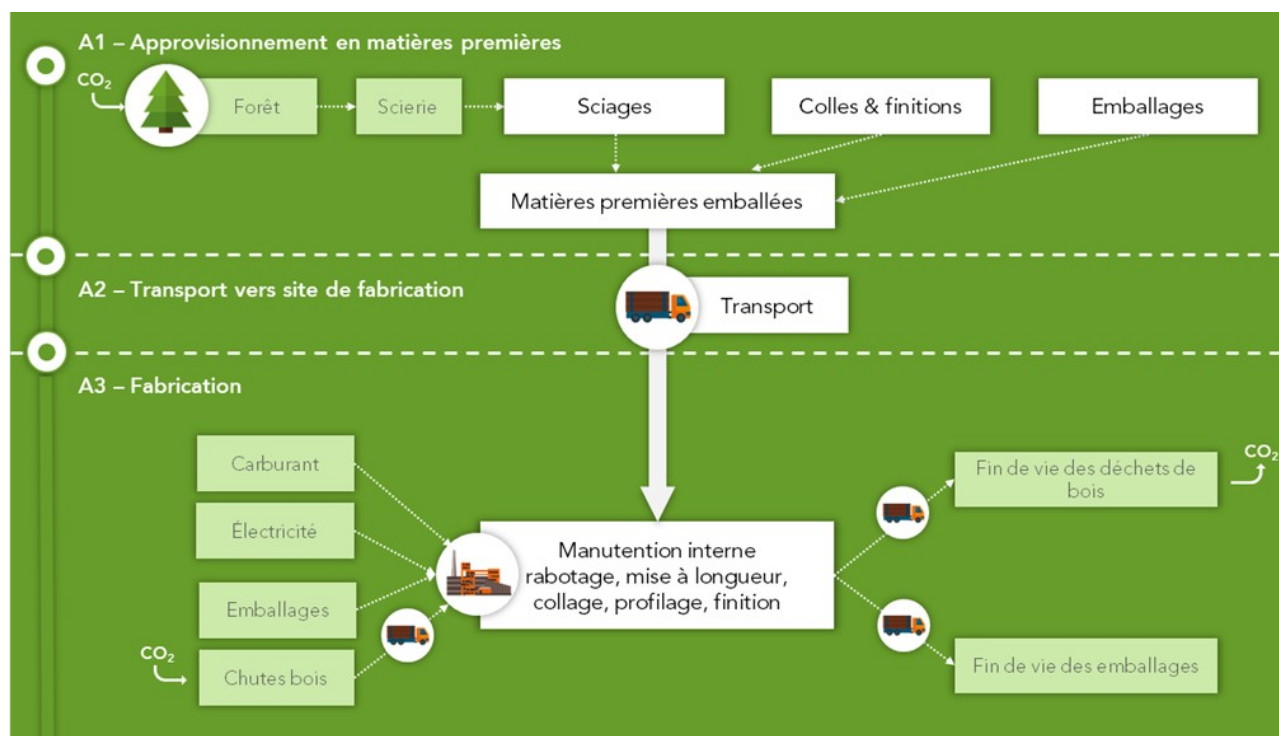 A1 – Approvisionnement en matières premières
CO₂
Forêt
Scierie
Sciages
Colles & finitions
Emballages
Matières premières emballées
A2 – Transport vers site de fabrication
Transport
A3 – Fabrication
Carburant
Électricité
Emballages
CO₂
Chutes bois
Manutention interne
rabotage, mise à longueur,
collage, profilage, finition
Fin de vie des déchets de
bois
CO₂
Fin de vie des emballages